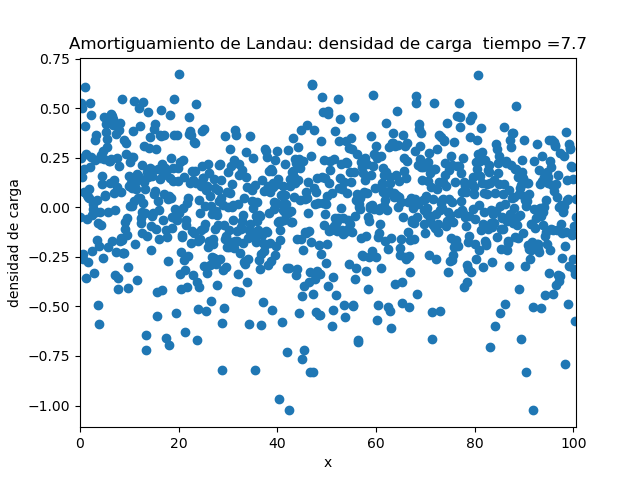 Amortiguamiento de Landau: densidad de carga  tiempo =7.7
0.75
0.50
0.25
0.00
−0.25
−0.50
−0.75
−1.00
densidad de carga
0 20 40 60 80 100
x